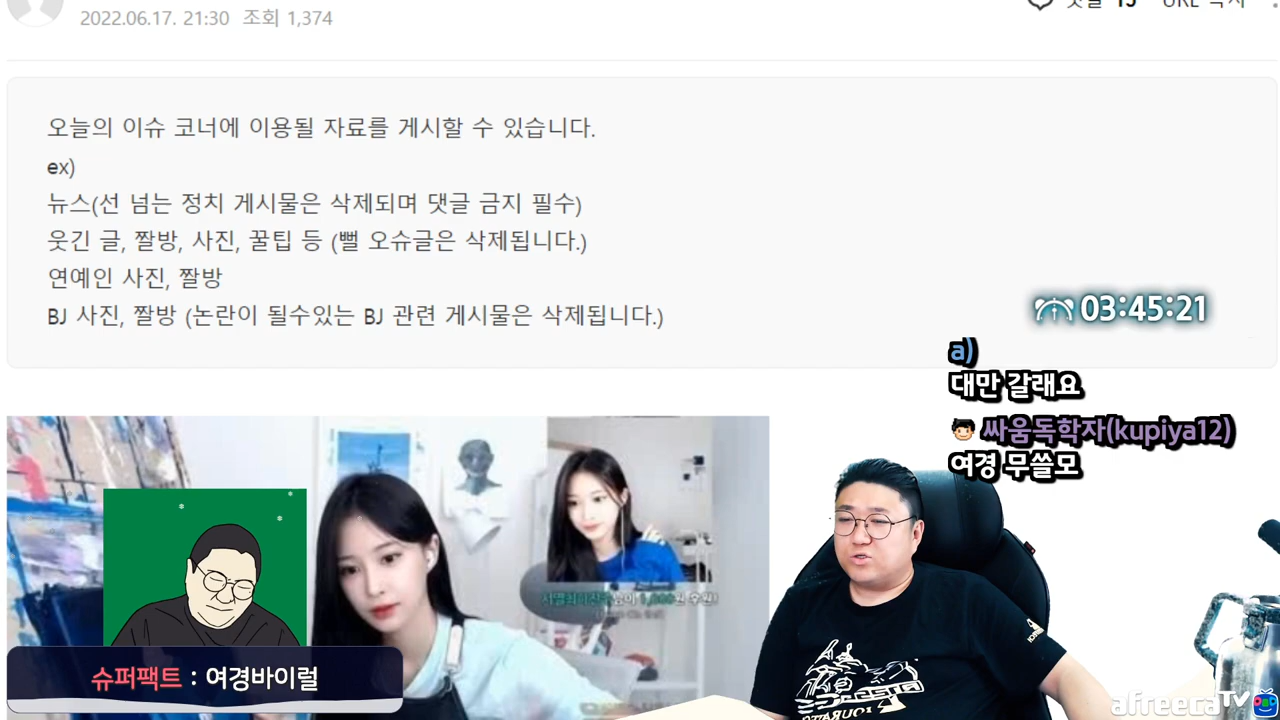 2022.06.17. 21:30 조회 1,374
댓글 15 URL 복사
오늘의 이슈 코너에 이용될 자료를 게시할 수 있습니다.
ex)
뉴스(선 넘는 정치 게시물은 삭제되며 댓글 금지 필수)
웃긴 글, 짤방, 사진, 꿀팁 등 (뻘 오슈글은 삭제됩니다.)
연예인 사진, 짤방
BJ 사진, 짤방 (논란이 될수있는 BJ 관련 게시물은 삭제됩니다.)
03:45:21
a)
대만 갈래요
싸움독학자(kupiya12)
여경 무쓸모
슈퍼팩트 : 여경바이럴
afreecaTV